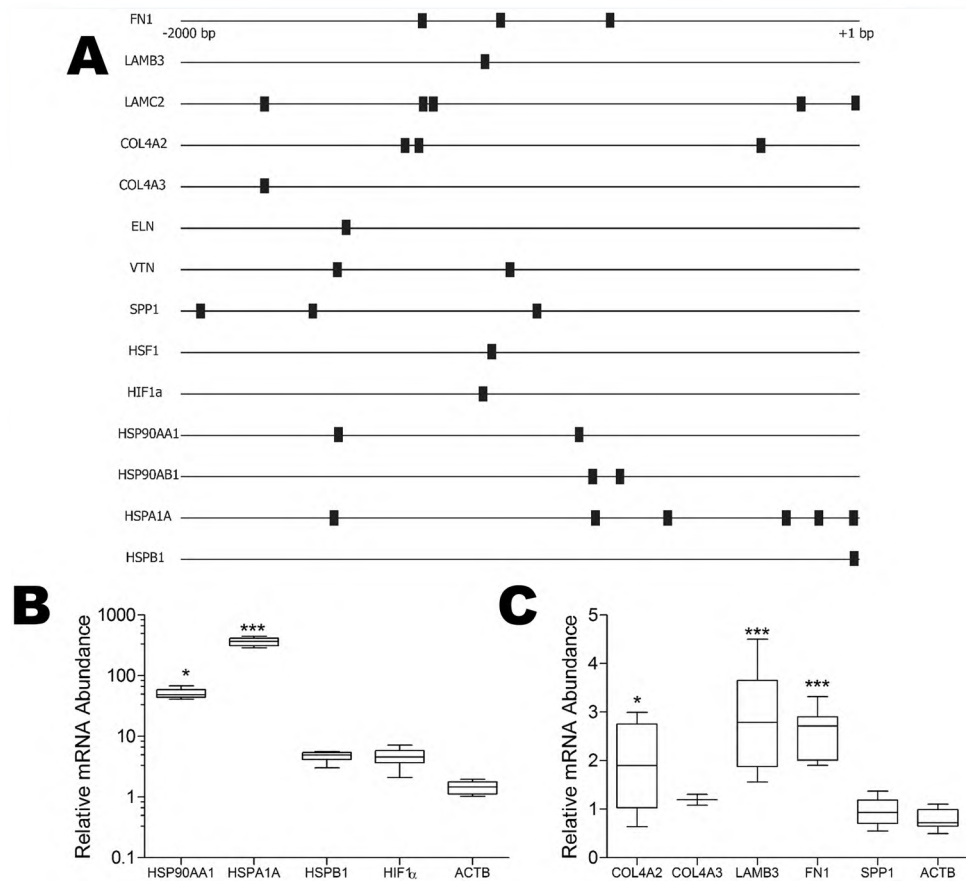 FN1
-2000 bp
+1 bp
A
LAMB3
LAMC2
COL4A2
COL4A3
ELN
VTN
SPP1
HSF1
HIF1a
HSP90AA1
HSP90AB1
HSPA1A
HSPB1
B
Relative mRNA Abundance
1000
100
10
1
0.1
*
***
HSP90AA1 HSPA1A HSPB1 HIF1α ACTB
C
Relative mRNA Abundance
5
4
3
2
1
0
*
***
***
COL4A2 COL4A3 LAMB3 FN1 SPP1 ACTB